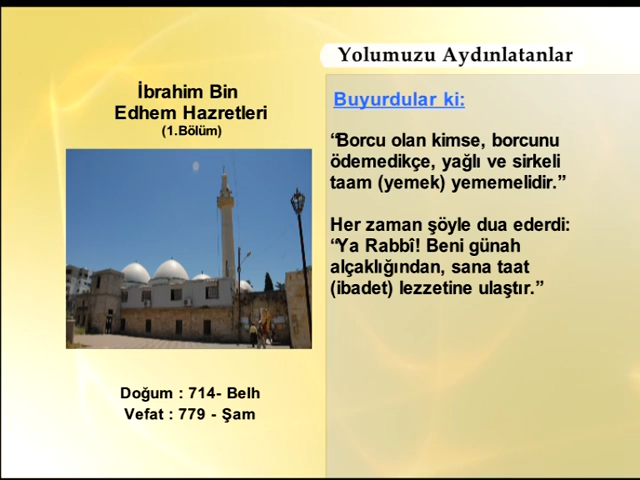 Yolumuzu Aydınlatanlar
İbrahim Bin
Edhem Hazretleri
(1.Bölüm)
Doğum : 714- Belh
Vefat : 779 - Şam
Buyurdular ki:
“Borcu olan kimse, borcunu
ödemedikçe, yağlı ve sirkeli
taam (yemek) yememelidir.”
Her zaman şöyle dua ederdi:
“Ya Rabbî! Beni günah
alçaklığından, sana taat
(ibadet) lezzetine ulaştır.”